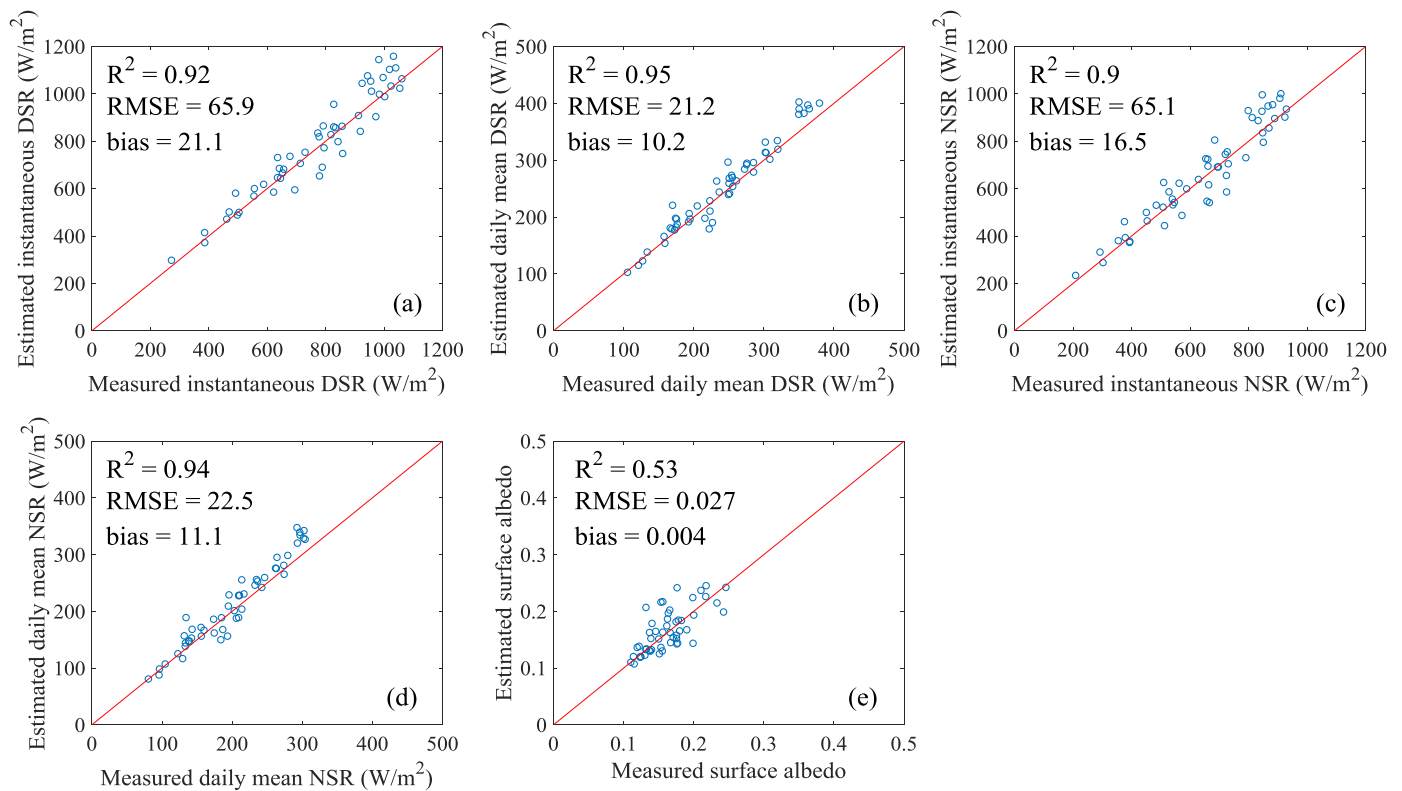 Estimated instantaneous DSR (W/m²)
1200
1000
800
600
400
200
0
R² = 0.92
RMSE = 65.9
bias = 21.1
(a)
0 200 400 600 800 1000 1200
Measured instantaneous DSR (W/m²)
Estimated daily mean DSR (W/m²)
500
400
300
200
100
0
R² = 0.95
RMSE = 21.2
bias = 10.2
(b)
0 100 200 300 400 500
Measured daily mean DSR (W/m²)
Estimated instantaneous NSR (W/m²)
1200
1000
800
600
400
200
0
R² = 0.9
RMSE = 65.1
bias = 16.5
(c)
0 200 400 600 800 1000 1200
Measured instantaneous NSR (W/m²)
Estimated daily mean NSR (W/m²)
500
400
300
200
100
0
R² = 0.94
RMSE = 22.5
bias = 11.1
(d)
0 100 200 300 400 500
Measured daily mean NSR (W/m²)
Estimated surface albedo
0.5
0.4
0.3
0.2
0.1
0
R² = 0.53
RMSE = 0.027
bias = 0.004
(e)
0 0.1 0.2 0.3 0.4 0.5
Measured surface albedo